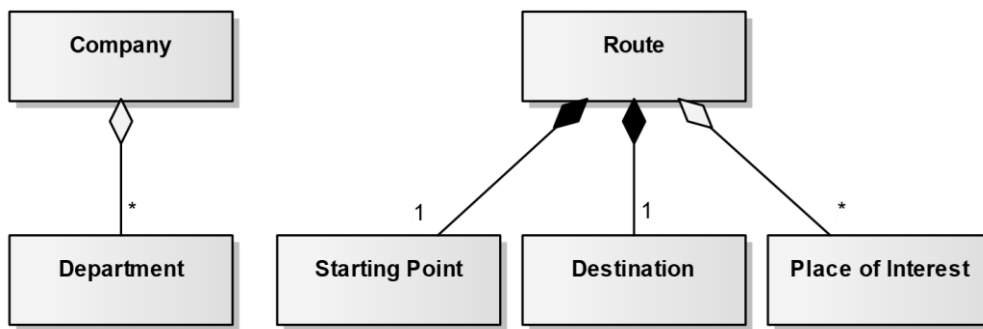 Company
Route
*
1
1
*
Department
Starting Point
Destination
Place of Interest